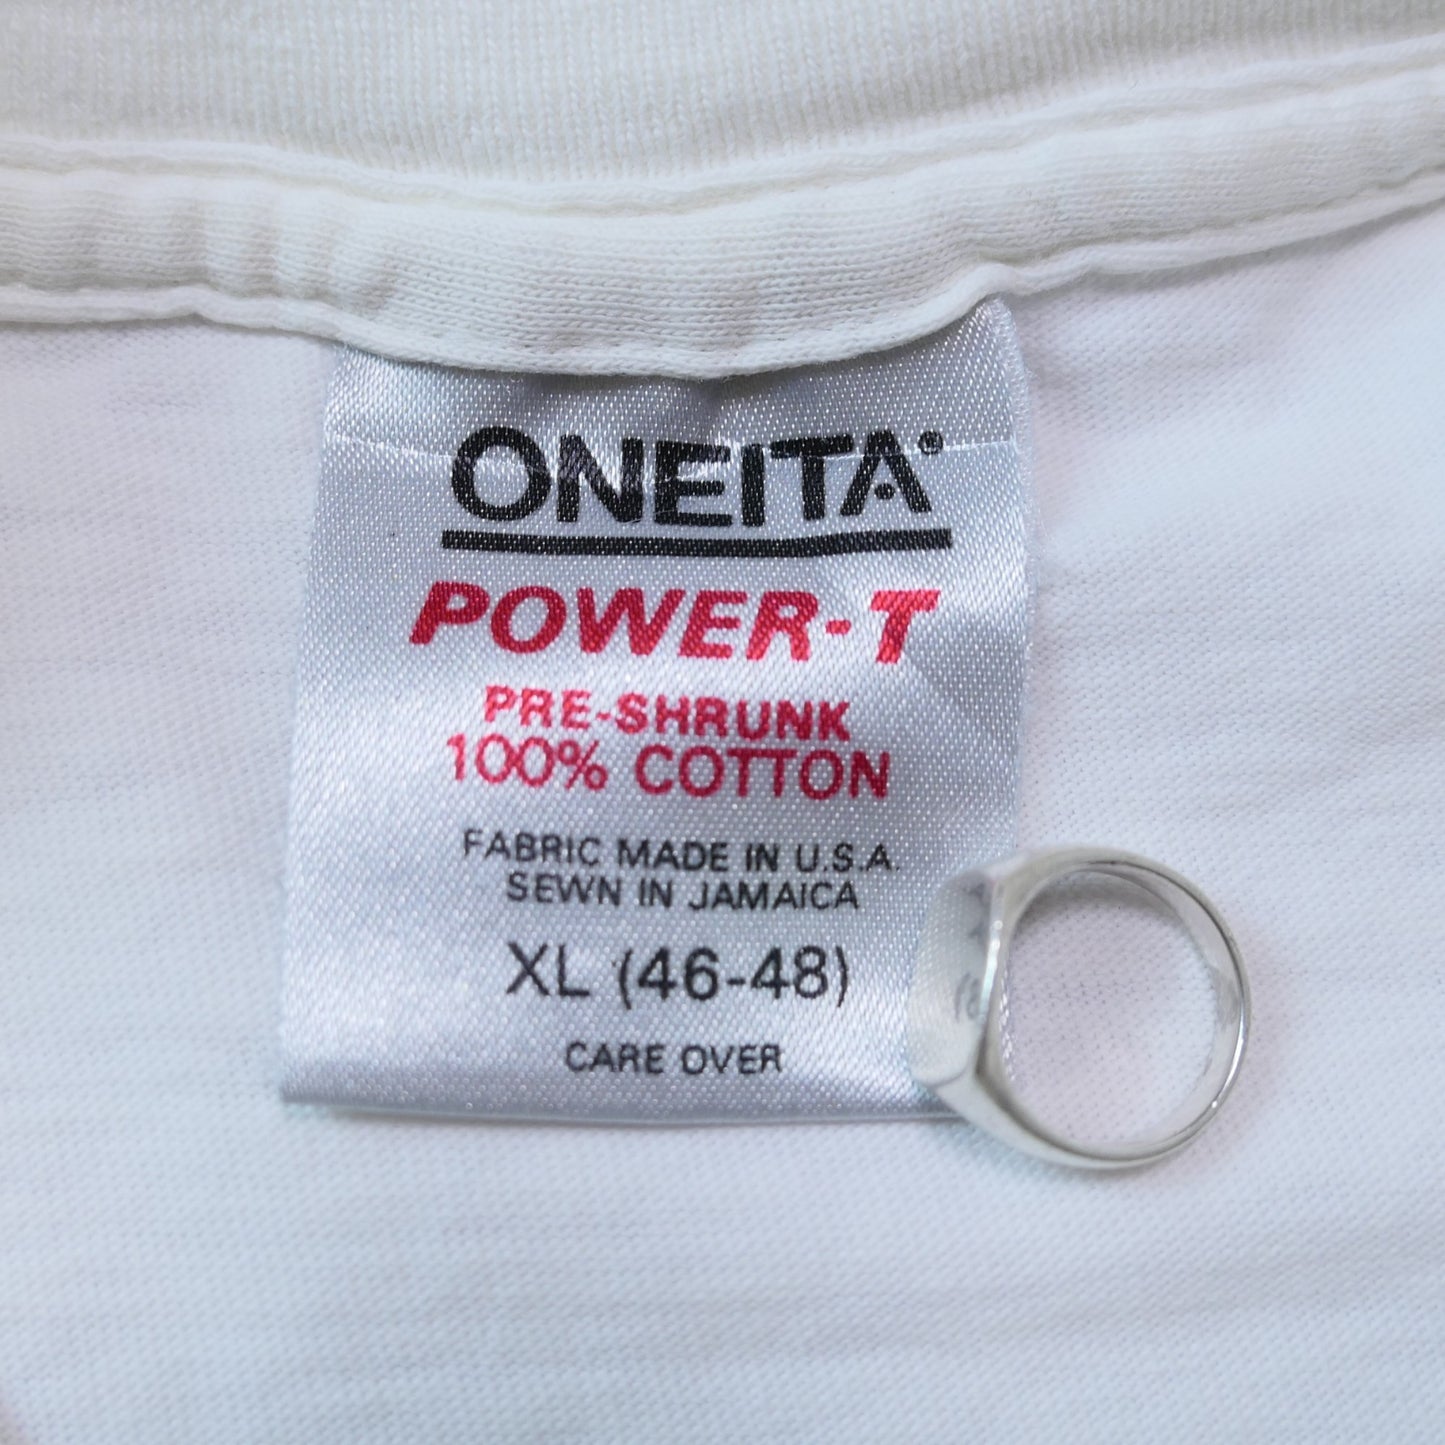 ONEITA®
POWER-T
PRE-SHRUNK
100% COTTON
FABRIC MADE IN U.S.A.
SEWN IN JAMAICA
XL (46-48)
CARE OVER